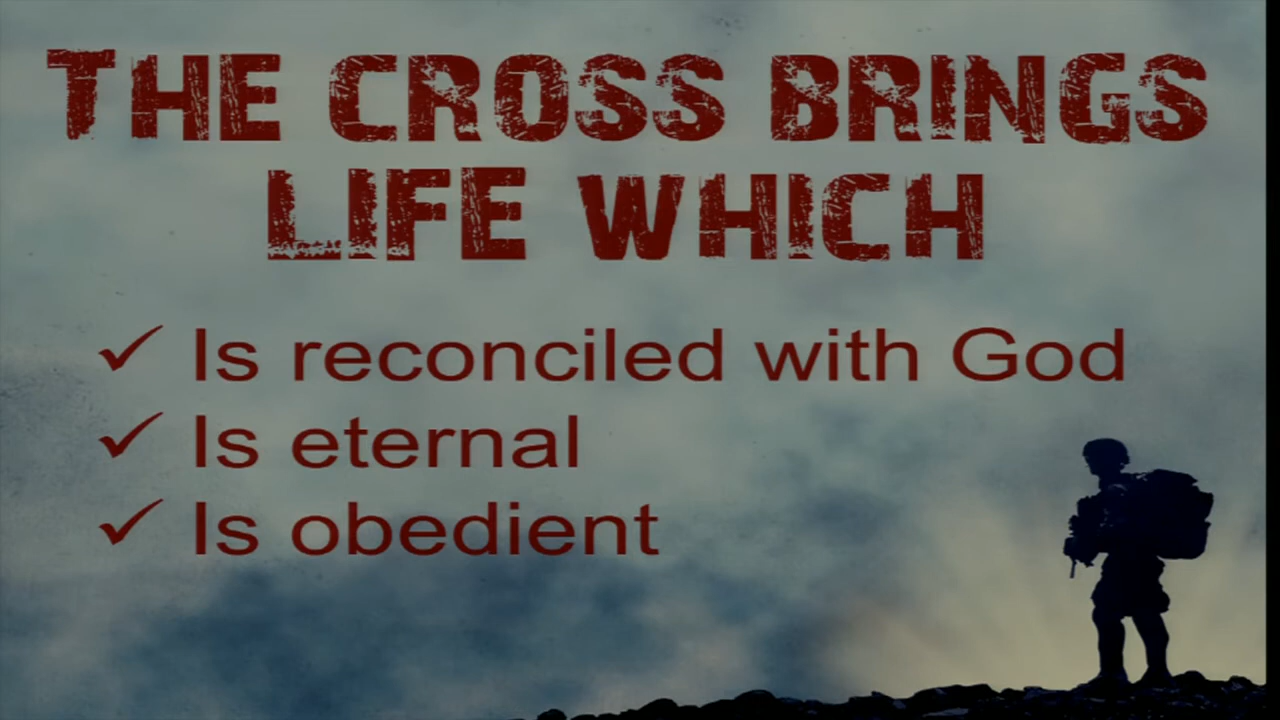 THE CROSS BRINGS
LIFE WHICH
✓ Is reconciled with God
✓ Is eternal
✓ Is obedient